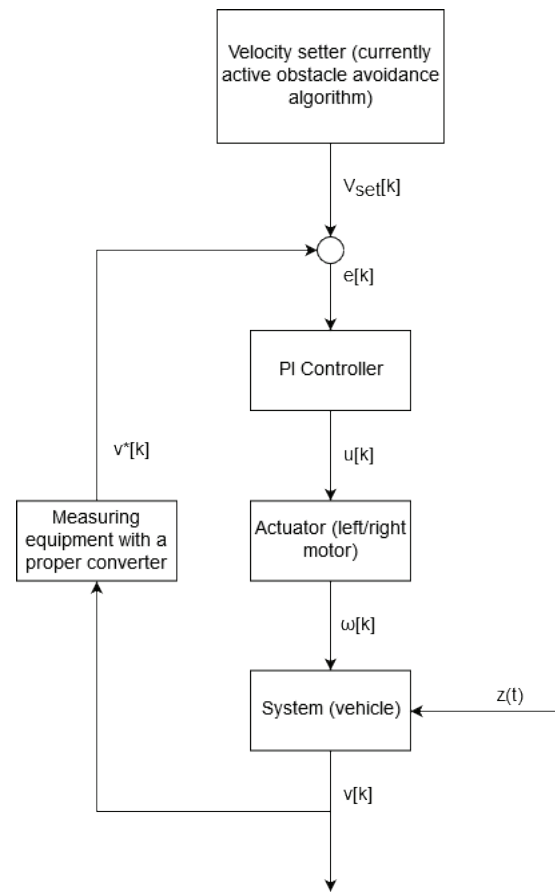 Velocity setter (currently
active obstacle avoidance
algorithm)
Vset[k]
e[k]
PI Controller
v*[k]
u[k]
Measuring
equipment with a
proper converter
Actuator (left/right
motor)
ω[k]
System (vehicle)
z(t)
v[k]